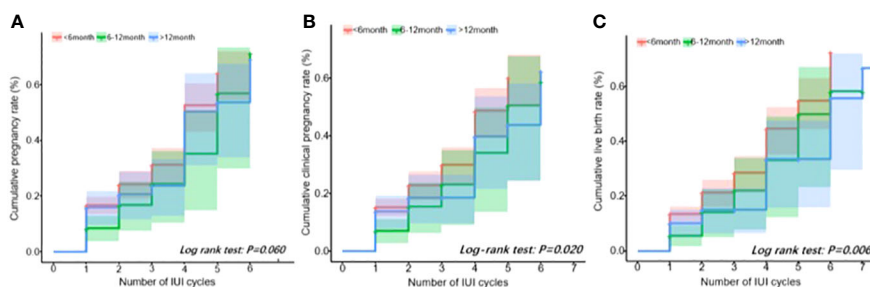 A
<6month 6-12month >12month
Cumulative pregnancy rate (%)
0.6
0.4
0.2
0.0
Log rank test: P=0.060
0 1 2 3 4 5 6 7
Number of IUI cycles
B
<6month 6-12month >12month
Cumulative clinical pregnancy rate (%)
0.6
0.4
0.2
0.0
Log-rank test: P=0.020
0 1 2 3 4 5 6 7
Number of IUI cycles
C
<6month 6-12month >12month
Cumulative live birth rate (%)
0.6
0.4
0.2
0.0
Log rank test: P=0.006
0 1 2 3 4 5 6 7
Number of IUI cycles